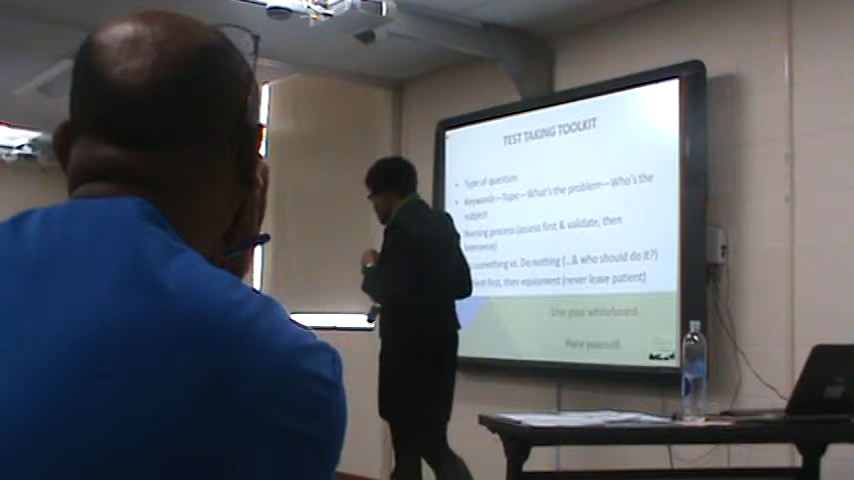 TEST TAKING TOOLKIT
• Type of question
• Keywords—Topic—What's the problem—Who's the
subject
Nursing process (assess first & validate, then
intervene)
something vs. Do nothing (...& who should do it?)
first, then equipment (never leave patient)
Use your whiteboard.
Pace yourself.